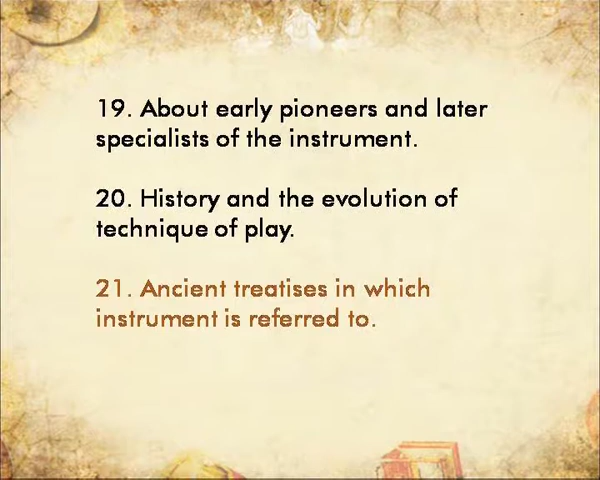 19. About early pioneers and later
specialists of the instrument.
20. History and the evolution of
technique of play.
21. Ancient treatises in which
instrument is referred to.